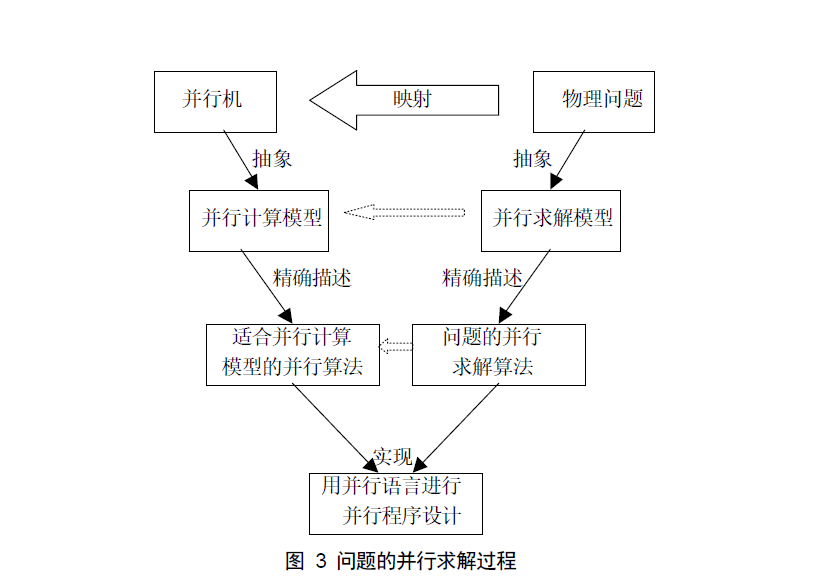 并行机
映射
物理问题
抽象
抽象
并行计算模型
并行求解模型
精确描述
精确描述
适合并行计算
模型的并行算法
问题的并行
求解算法
实现
用并行语言进行
并行程序设计
图 3 问题的并行求解过程